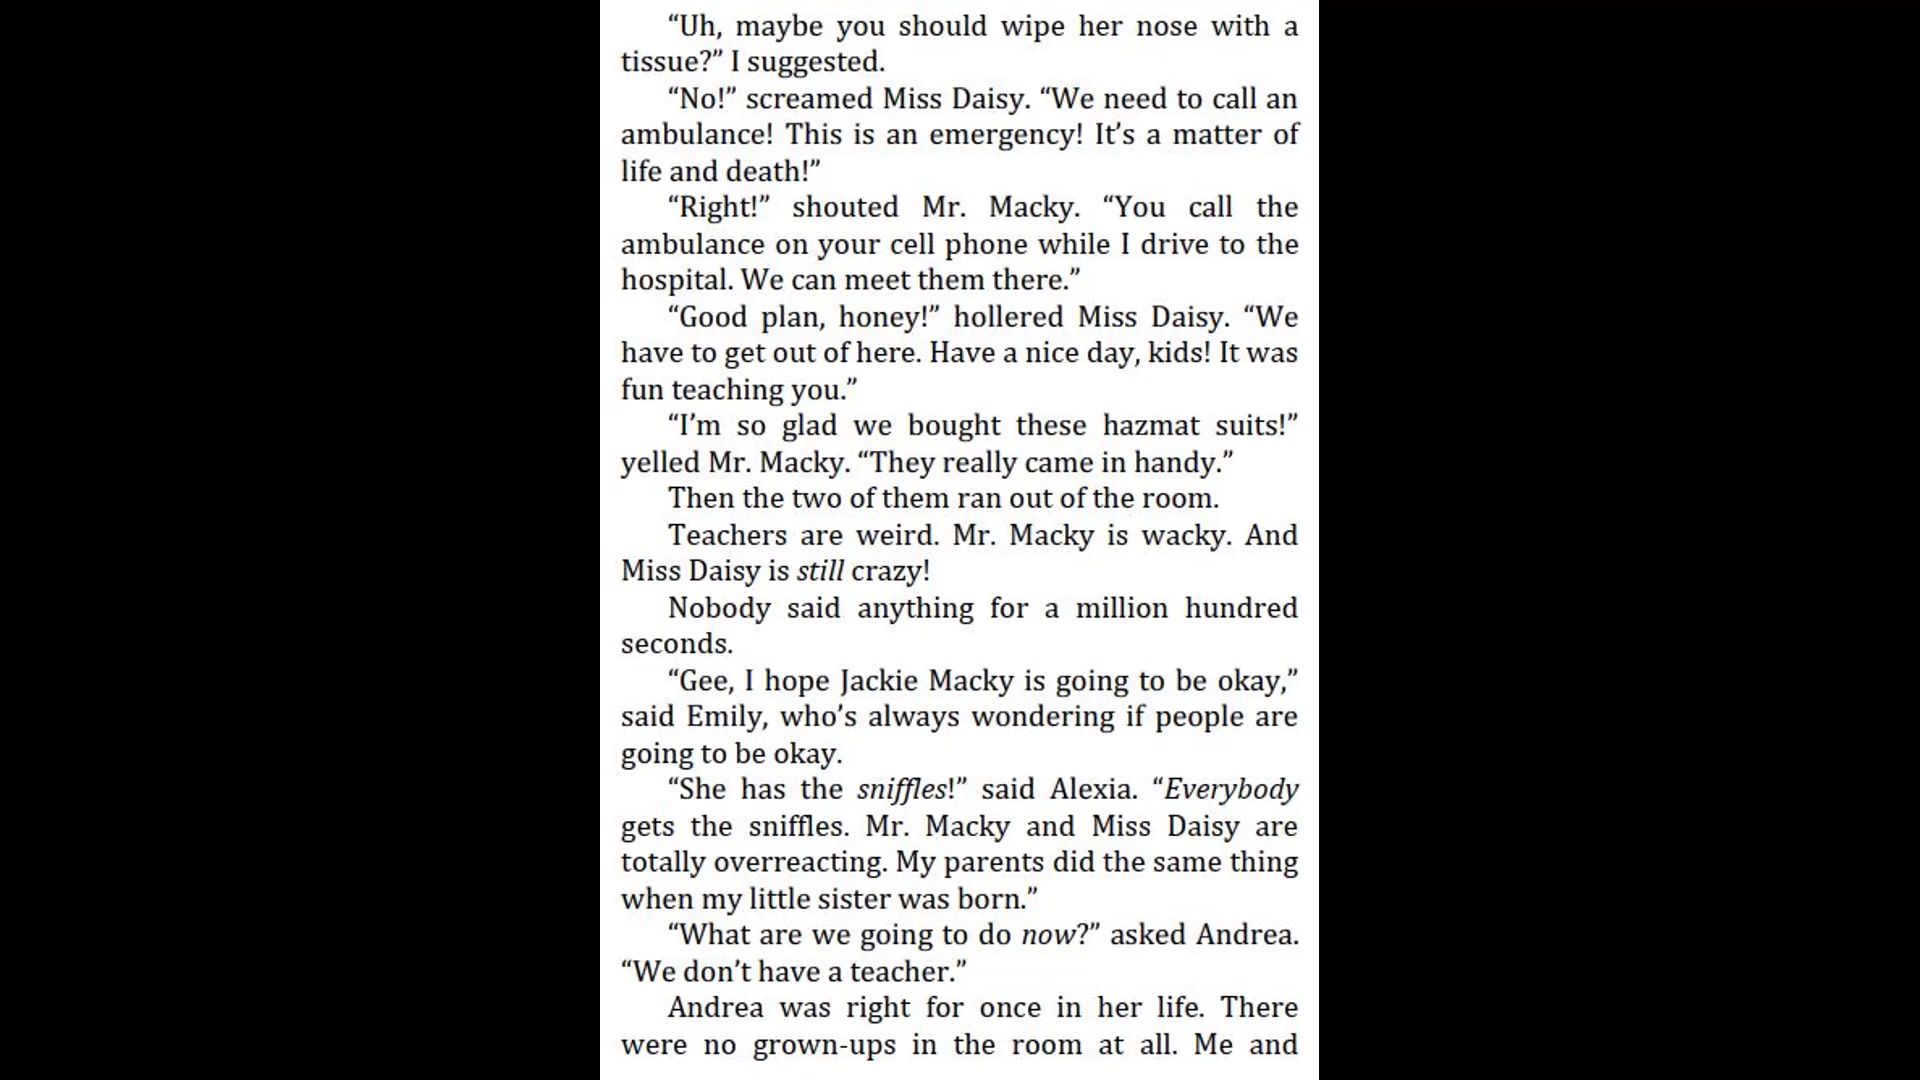 “Uh, maybe you should wipe her nose with a
tissue?” I suggested.
“No!” screamed Miss Daisy. “We need to call an
ambulance! This is an emergency! It’s a matter of
life and death!”
“Right!” shouted Mr. Macky. “You call the
ambulance on your cell phone while I drive to the
hospital. We can meet them there.”
“Good plan, honey!” hollered Miss Daisy. “We
have to get out of here. Have a nice day, kids! It was
fun teaching you.”
“I’m so glad we bought these hazmat suits!”
yelled Mr. Macky. “They really came in handy.”
Then the two of them ran out of the room.
Teachers are weird. Mr. Macky is wacky. And
Miss Daisy is still crazy!
Nobody said anything for a million hundred
seconds.
“Gee, I hope Jackie Macky is going to be okay,”
said Emily, who’s always wondering if people are
going to be okay.
“She has the sniffles!” said Alexia. “Everybody
gets the sniffles. Mr. Macky and Miss Daisy are
totally overreacting. My parents did the same thing
when my little sister was born.”
“What are we going to do now?” asked Andrea.
“We don’t have a teacher.”
Andrea was right for once in her life. There
were no grown-ups in the room at all. Me and